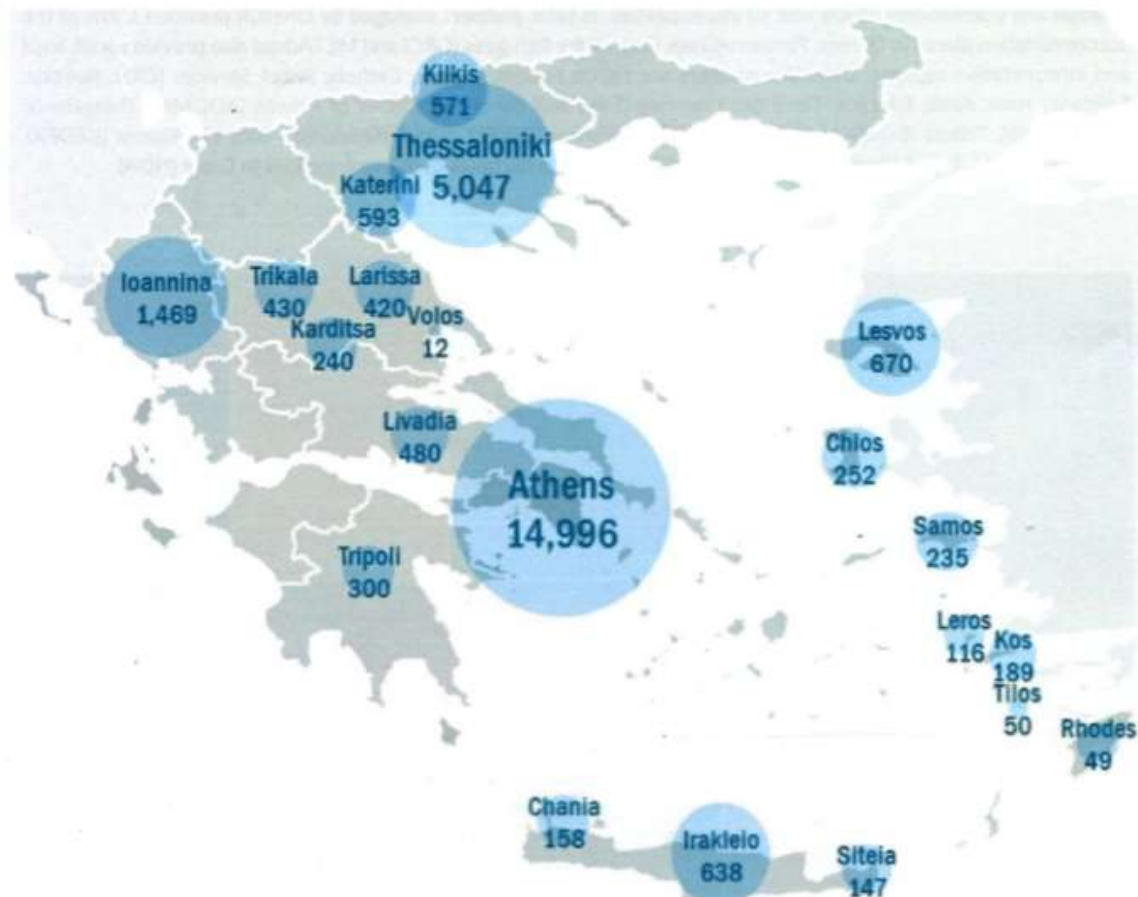 Kilkis
571
Thessaloniki
5,047
Katerini
593
Ioannina
1,469
Trikala
430
Larissa
420
Karditsa
240
Volos
12
Lesvos
670
Livadia
480
Chios
252
Athens
14,996
Samos
235
Tripoli
300
Leros
116
Kos
189
Tilos
50
Rhodes
49
Chania
158
Irakleio
638
Siteia
147